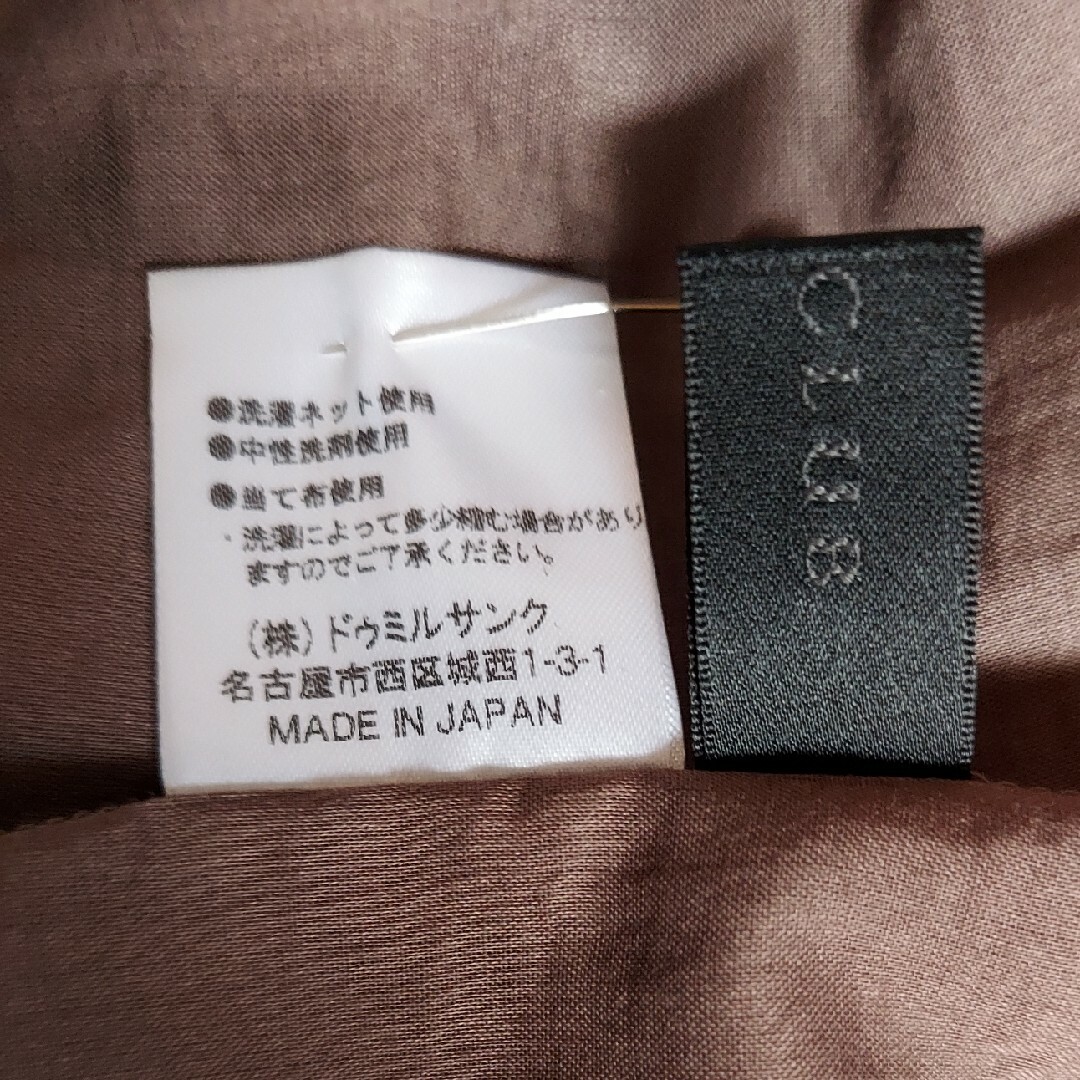 ●洗濯ネット使用
●中性洗剤使用
●当て布使用
・洗濯によって多少縮む場合があり
ますのでご了承ください。
(株)ドゥミルサンク
名古屋市西区城西1-3-1
MADE IN JAPAN
CLUB